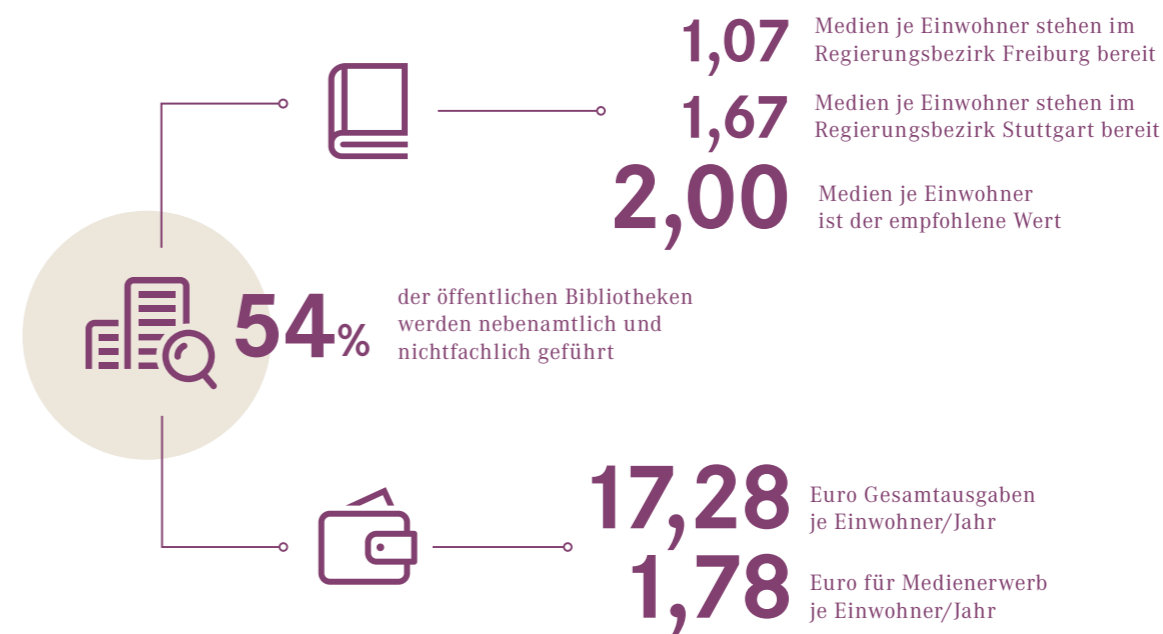 1,07 Medien je Einwohner stehen im
Regierungsbezirk Freiburg bereit
1,67 Medien je Einwohner stehen im
Regierungsbezirk Stuttgart bereit
2,00 Medien je Einwohner
ist der empfohlene Wert
54% der öffentlichen Bibliotheken
werden nebenamtlich und
nichtfachlich geführt
17,28 Euro Gesamtausgaben
je Einwohner/Jahr
1,78 Euro für Medienerwerb
je Einwohner/Jahr